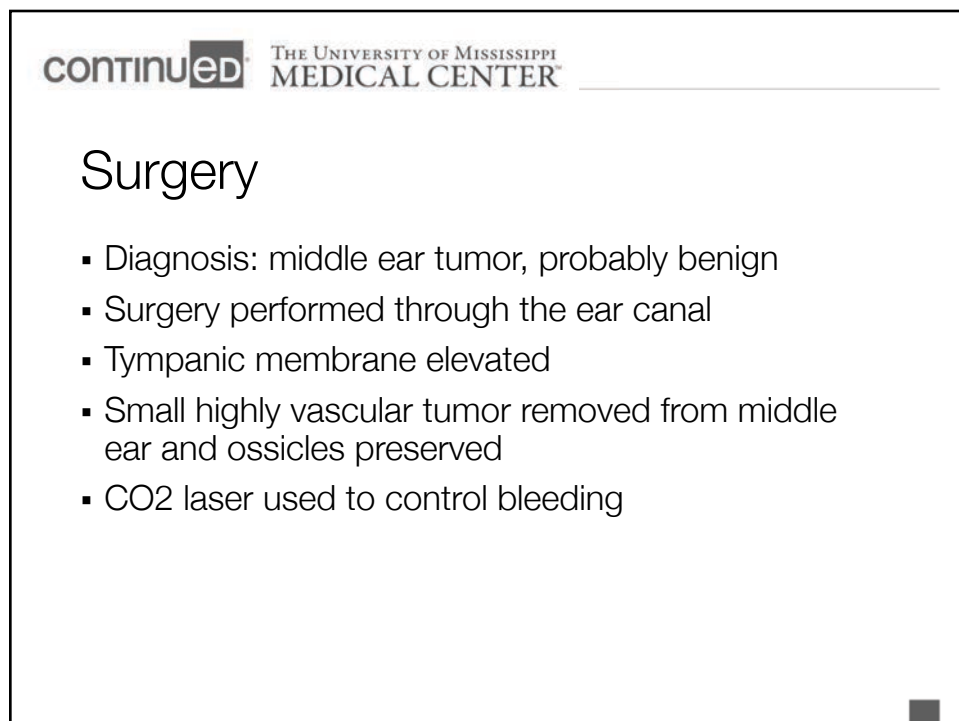 continued
THE UNIVERSITY OF MISSISSIPPI
MEDICAL CENTER
Surgery
▪ Diagnosis: middle ear tumor, probably benign
▪ Surgery performed through the ear canal
▪ Tympanic membrane elevated
▪ Small highly vascular tumor removed from middle
ear and ossicles preserved
▪ CO2 laser used to control bleeding